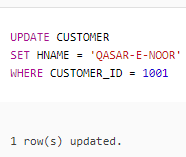 UPDATE CUSTOMER
SET HNAME = 'QASAR-E-NOOR'
WHERE CUSTOMER_ID = 1001
1 row(s) updated.